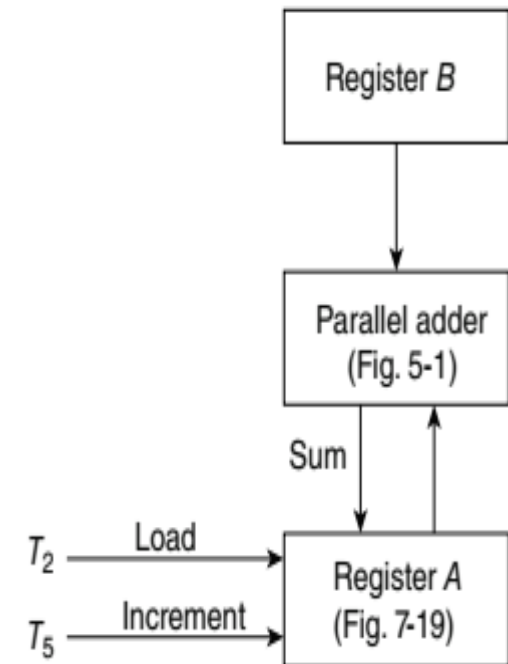 Register B
Parallel adder
(Fig. 5-1)
Sum
T₂
Load
Register A
(Fig. 7-19)
T₅
Increment